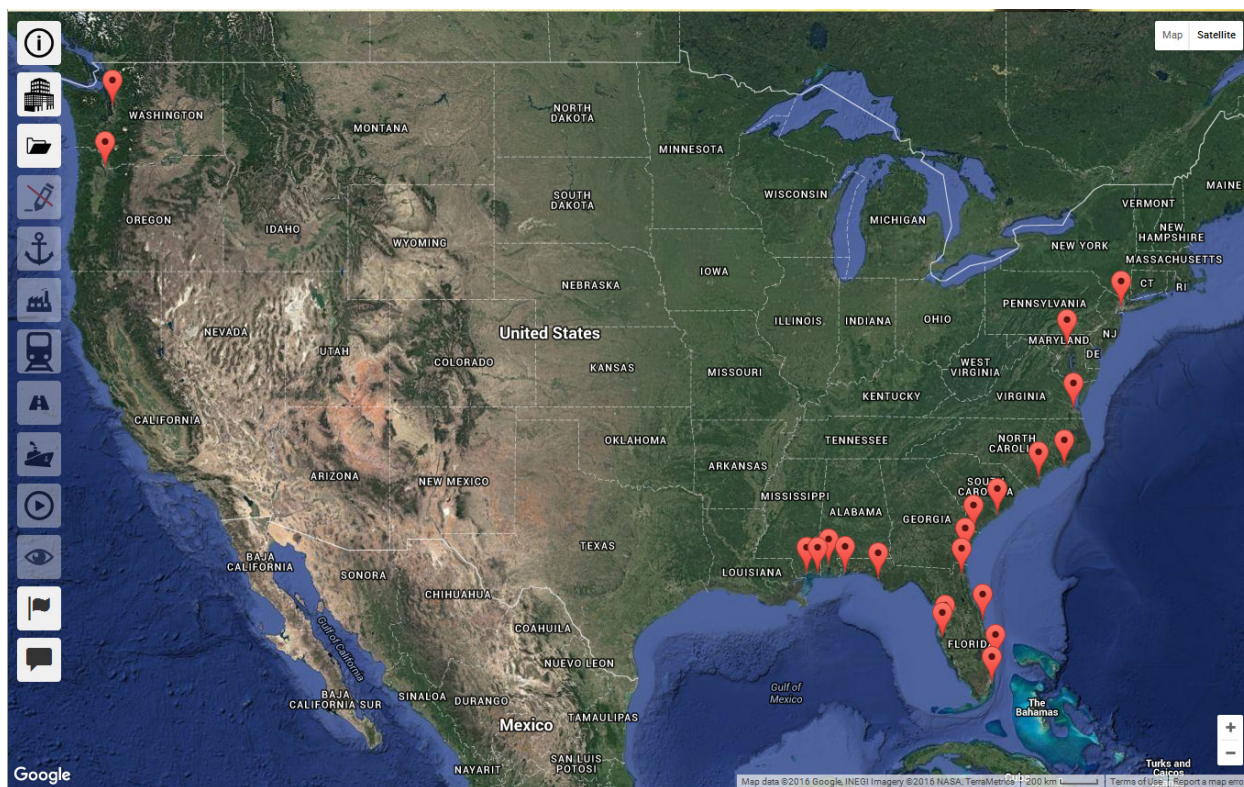 Map Satellite
WASHINGTON
MONTANA
NORTH
DAKOTA
MINNESOTA
OREGON
IDAHO
SOUTH
DAKOTA
WISCONSIN
MICHIGAN
WYOMING
MAINE
VERMONT
NEW
HAMPSHIRE
NEW YORK
MASSACHUSETTS
CT
RI
IOWA
NEBRASKA
PENNSYLVANIA
NEVADA
United States
ILLINOIS
INDIANA
OHIO
NJ
MARYLAND
DE
UTAH
COLORADO
KANSAS
MISSOURI
WEST
VIRGINIA
KENTUCKY
VIRGINIA
CALIFORNIA
OKLAHOMA
TENNESSEE
NORTH
ARKANSAS
ARIZONA
NEW MEXICO
SOUTH
CAROLINA
MISSISSIPPI
ALABAMA
GEORGIA
TEXAS
BAJA
CALIFORNIA
SONORA
LOUISIANA
CHIHUAHUA
COAHUILA
Gulf of California
NUEVO LEON
FLORIDA
BAJA
CALIFORNIA SUR
SINALOA
DURANGO
Gulf of
Mexico
Mexico
TAMAULIPAS
The
Bahamas
SAN LUIS
POTOSI
NAYARIT
Turks and
Caicos
Google
Map data ©2016 Google, INEGI Imagery ©2016 NASA, TerraMetrics 200 km Terms of Use Report a map erro